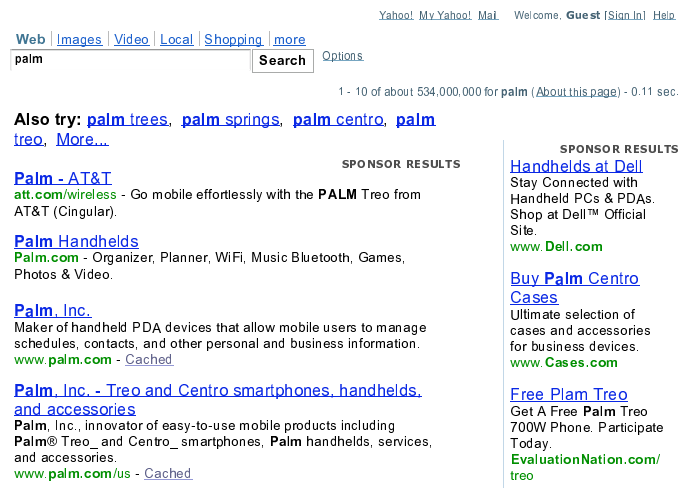 Yahoo! My Yahoo! Mai Welcome, Guest [Sign In] Help
Web Images Video Local Shopping more
palm Search Options
1 - 10 of about 534,000,000 for palm (About this page) - 0.11 sec.
Also try: palm trees, palm springs, palm centro, palm
treo, More...
SPONSOR RESULTS
Palm - AT&T
att.com/wireless - Go mobile effortlessly with the PALM Treo from
AT&T (Cingular).
Palm Handhelds
Palm.com - Organizer, Planner, WiFi, Music Bluetooth, Games,
Photos & Video.
Palm, Inc.
Maker of handheld PDA devices that allow mobile users to manage
schedules, contacts, and other personal and business information.
www.palm.com - Cached
Palm, Inc. - Treo and Centro smartphones, handhelds,
and accessories
Palm, Inc., innovator of easy-to-use mobile products including
Palm® Treo_ and Centro_ smartphones, Palm handhelds, services,
and accessories.
www.palm.com/us - Cached
SPONSOR RESULTS
Handhelds at Dell
Stay Connected with
Handheld PCs & PDAs.
Shop at Dell™ Official
Site.
www.Dell.com
Buy Palm Centro
Cases
Ultimate selection of
cases and accessories
for business devices.
www.Cases.com
Free Plam Treo
Get A Free Palm Treo
700W Phone. Participate
Today.
EvaluationNation.com/
treo